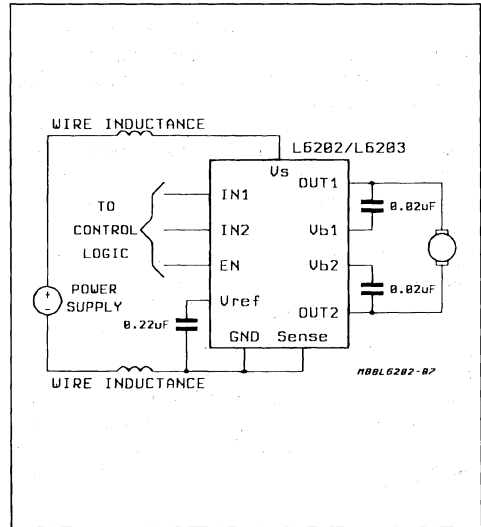 WIRE INDUCTANCE
L6202/L6203
Vs
OUT1
IN1
0.02uF
TO
CONTROL
LOGIC
IN2
Vb1
EN
Vb2
+
-
POWER
SUPPLY
Vref
0.02uF
0.22uF
OUT2
GND Sense
M88L6202-07
WIRE INDUCTANCE